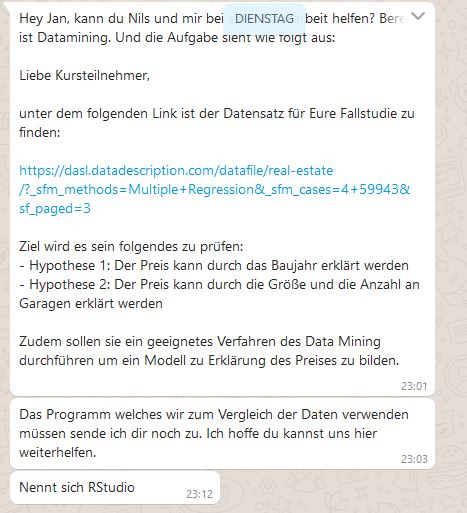 Hey Jan, kann du Nils und mir bei
DIENSTAG
helfen? Bere
ist Datamining. Und die Aufgabe sieht wie folgt aus:
Liebe Kursteilnehmer,
unter dem folgenden Link ist der Datensatz für Eure Fallstudie zu
finden:
https://dasl.datadescription.com/datafile/real-estate
/?_sfm_methods=Multiple+Regression&_sfm_cases=4+59943&
sf_paged=3
Ziel wird es sein folgendes zu prüfen:
- Hypothese 1: Der Preis kann durch das Baujahr erklärt werden
- Hypothese 2: Der Preis kann durch die Größe und die Anzahl an
Garagen erklärt werden
Zudem sollen sie ein geeignetes Verfahren des Data Mining
durchführen um ein Modell zu Erklärung des Preises zu bilden.
23:01
Das Programm welches wir zum Vergleich der Daten verwenden
müssen sende ich dir noch zu. Ich hoffe du kannst uns hier
weiterhelfen.
23:03
Nennt sich RStudio
23:12